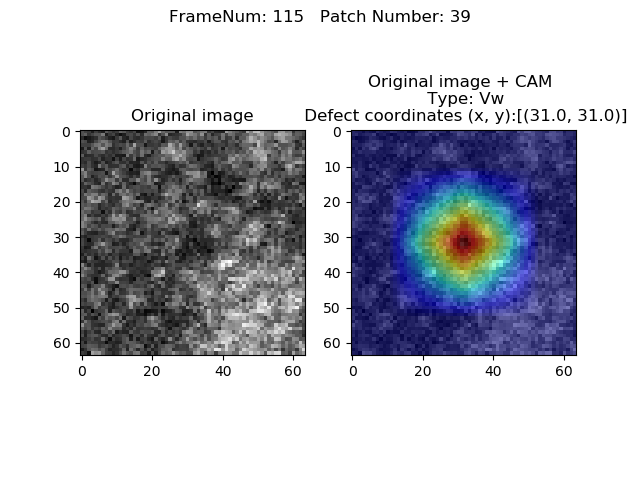 FrameNum: 115   Patch Number: 39
Original image
0
10
20
30
40
50
60
0 20 40 60
Original image + CAM
Type: Vw
Defect coordinates (x, y):[(31.0, 31.0)]
0
10
20
30
40
50
60
0 20 40 60